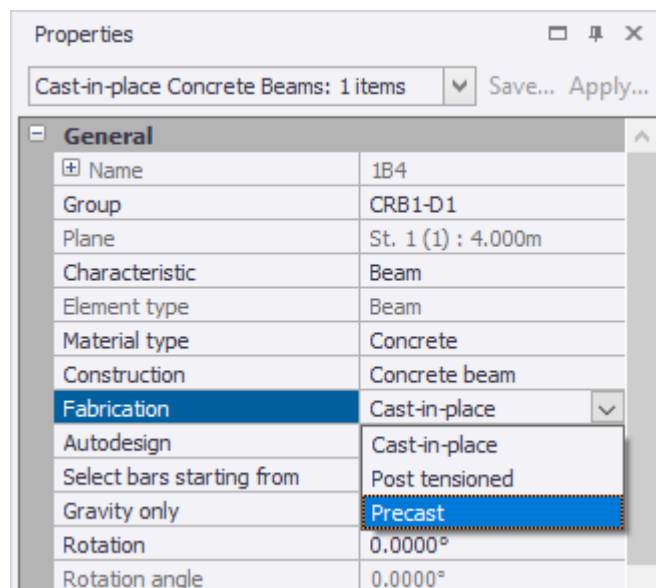 Properties
Cast-in-place Concrete Beams: 1 items Save... Apply...
General
Name 1B4
Group CRB1-D1
Plane St. 1 (1) : 4.000m
Characteristic Beam
Element type Beam
Material type Concrete
Construction Concrete beam
Fabrication Cast-in-place
Autodesign Cast-in-place
Select bars starting from Post tensioned
Gravity only Precast
Rotation 0.0000°
Rotation angle 0.0000°